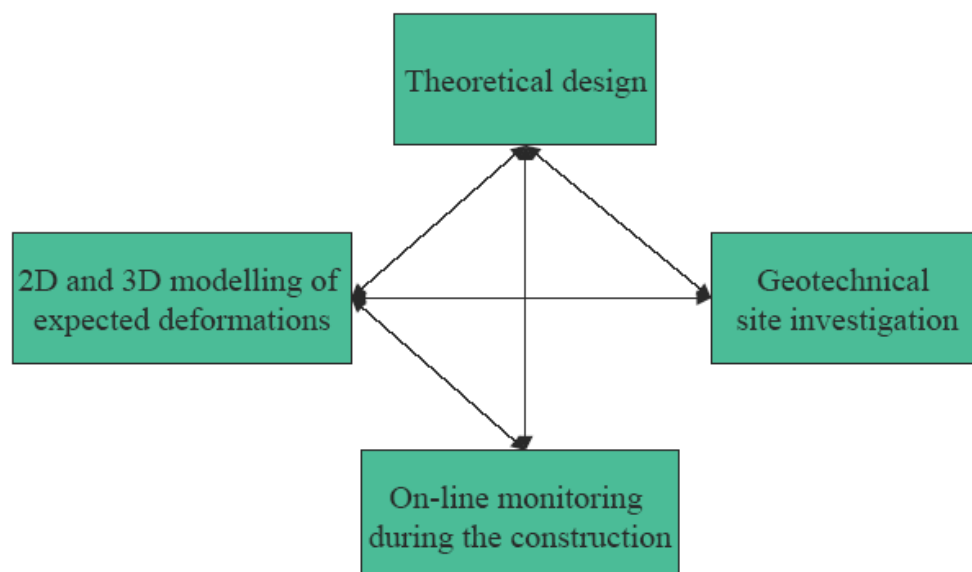 Theoretical design
2D and 3D modelling of
expected deformations
Geotechnical
site investigation
On-line monitoring
during the construction